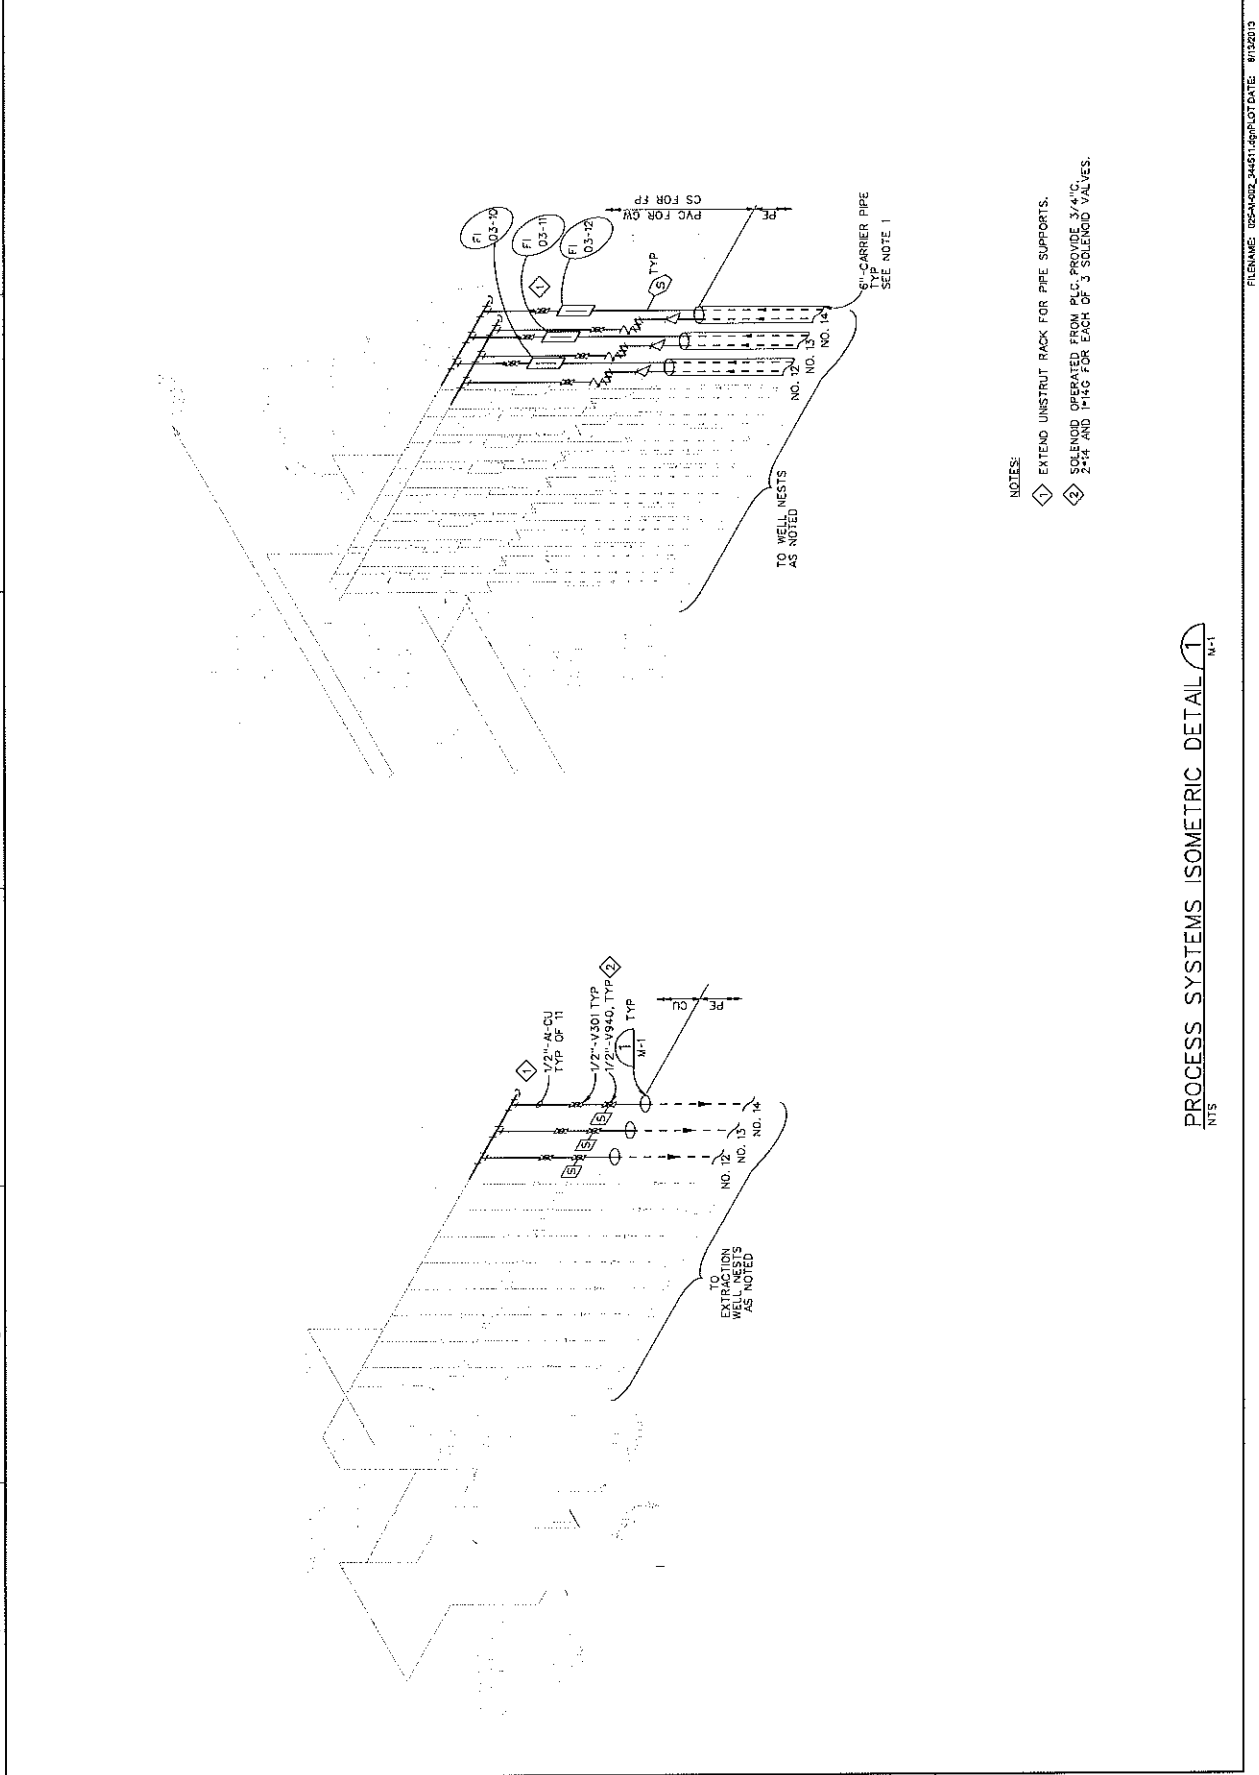 1/2"-AI-CU
TYP OF 11
1
1/2"-V301 TYP
1/2"-V940, TYP
2
1
M-1
TYP
CU
PE
S
S
S
NO. 12
NO. 13
NO. 14
TO
EXTRACTION
WELL NESTS
AS NOTED
FI
03-10
FI
03-11
FI
03-12
1
S
TYP
PVC FOR GW
CS FOR FP
PE
6"-CARRIER PIPE
TYP
SEE NOTE 1
NO. 12
NO. 13
NO. 14
TO WELL NESTS
AS NOTED
NOTES:
1 EXTEND UNISTRUT RACK FOR PIPE SUPPORTS.
2 SOLENOID OPERATED FROM PLC. PROVIDE 3/4"C,
2#14 AND 1#14G FOR EACH OF 3 SOLENOID VALVES.
PROCESS SYSTEMS ISOMETRIC DETAIL
NTS
1
M-1
FILENAME: 025-M-002_344511.dgn PLOT DATE: 8/13/2013